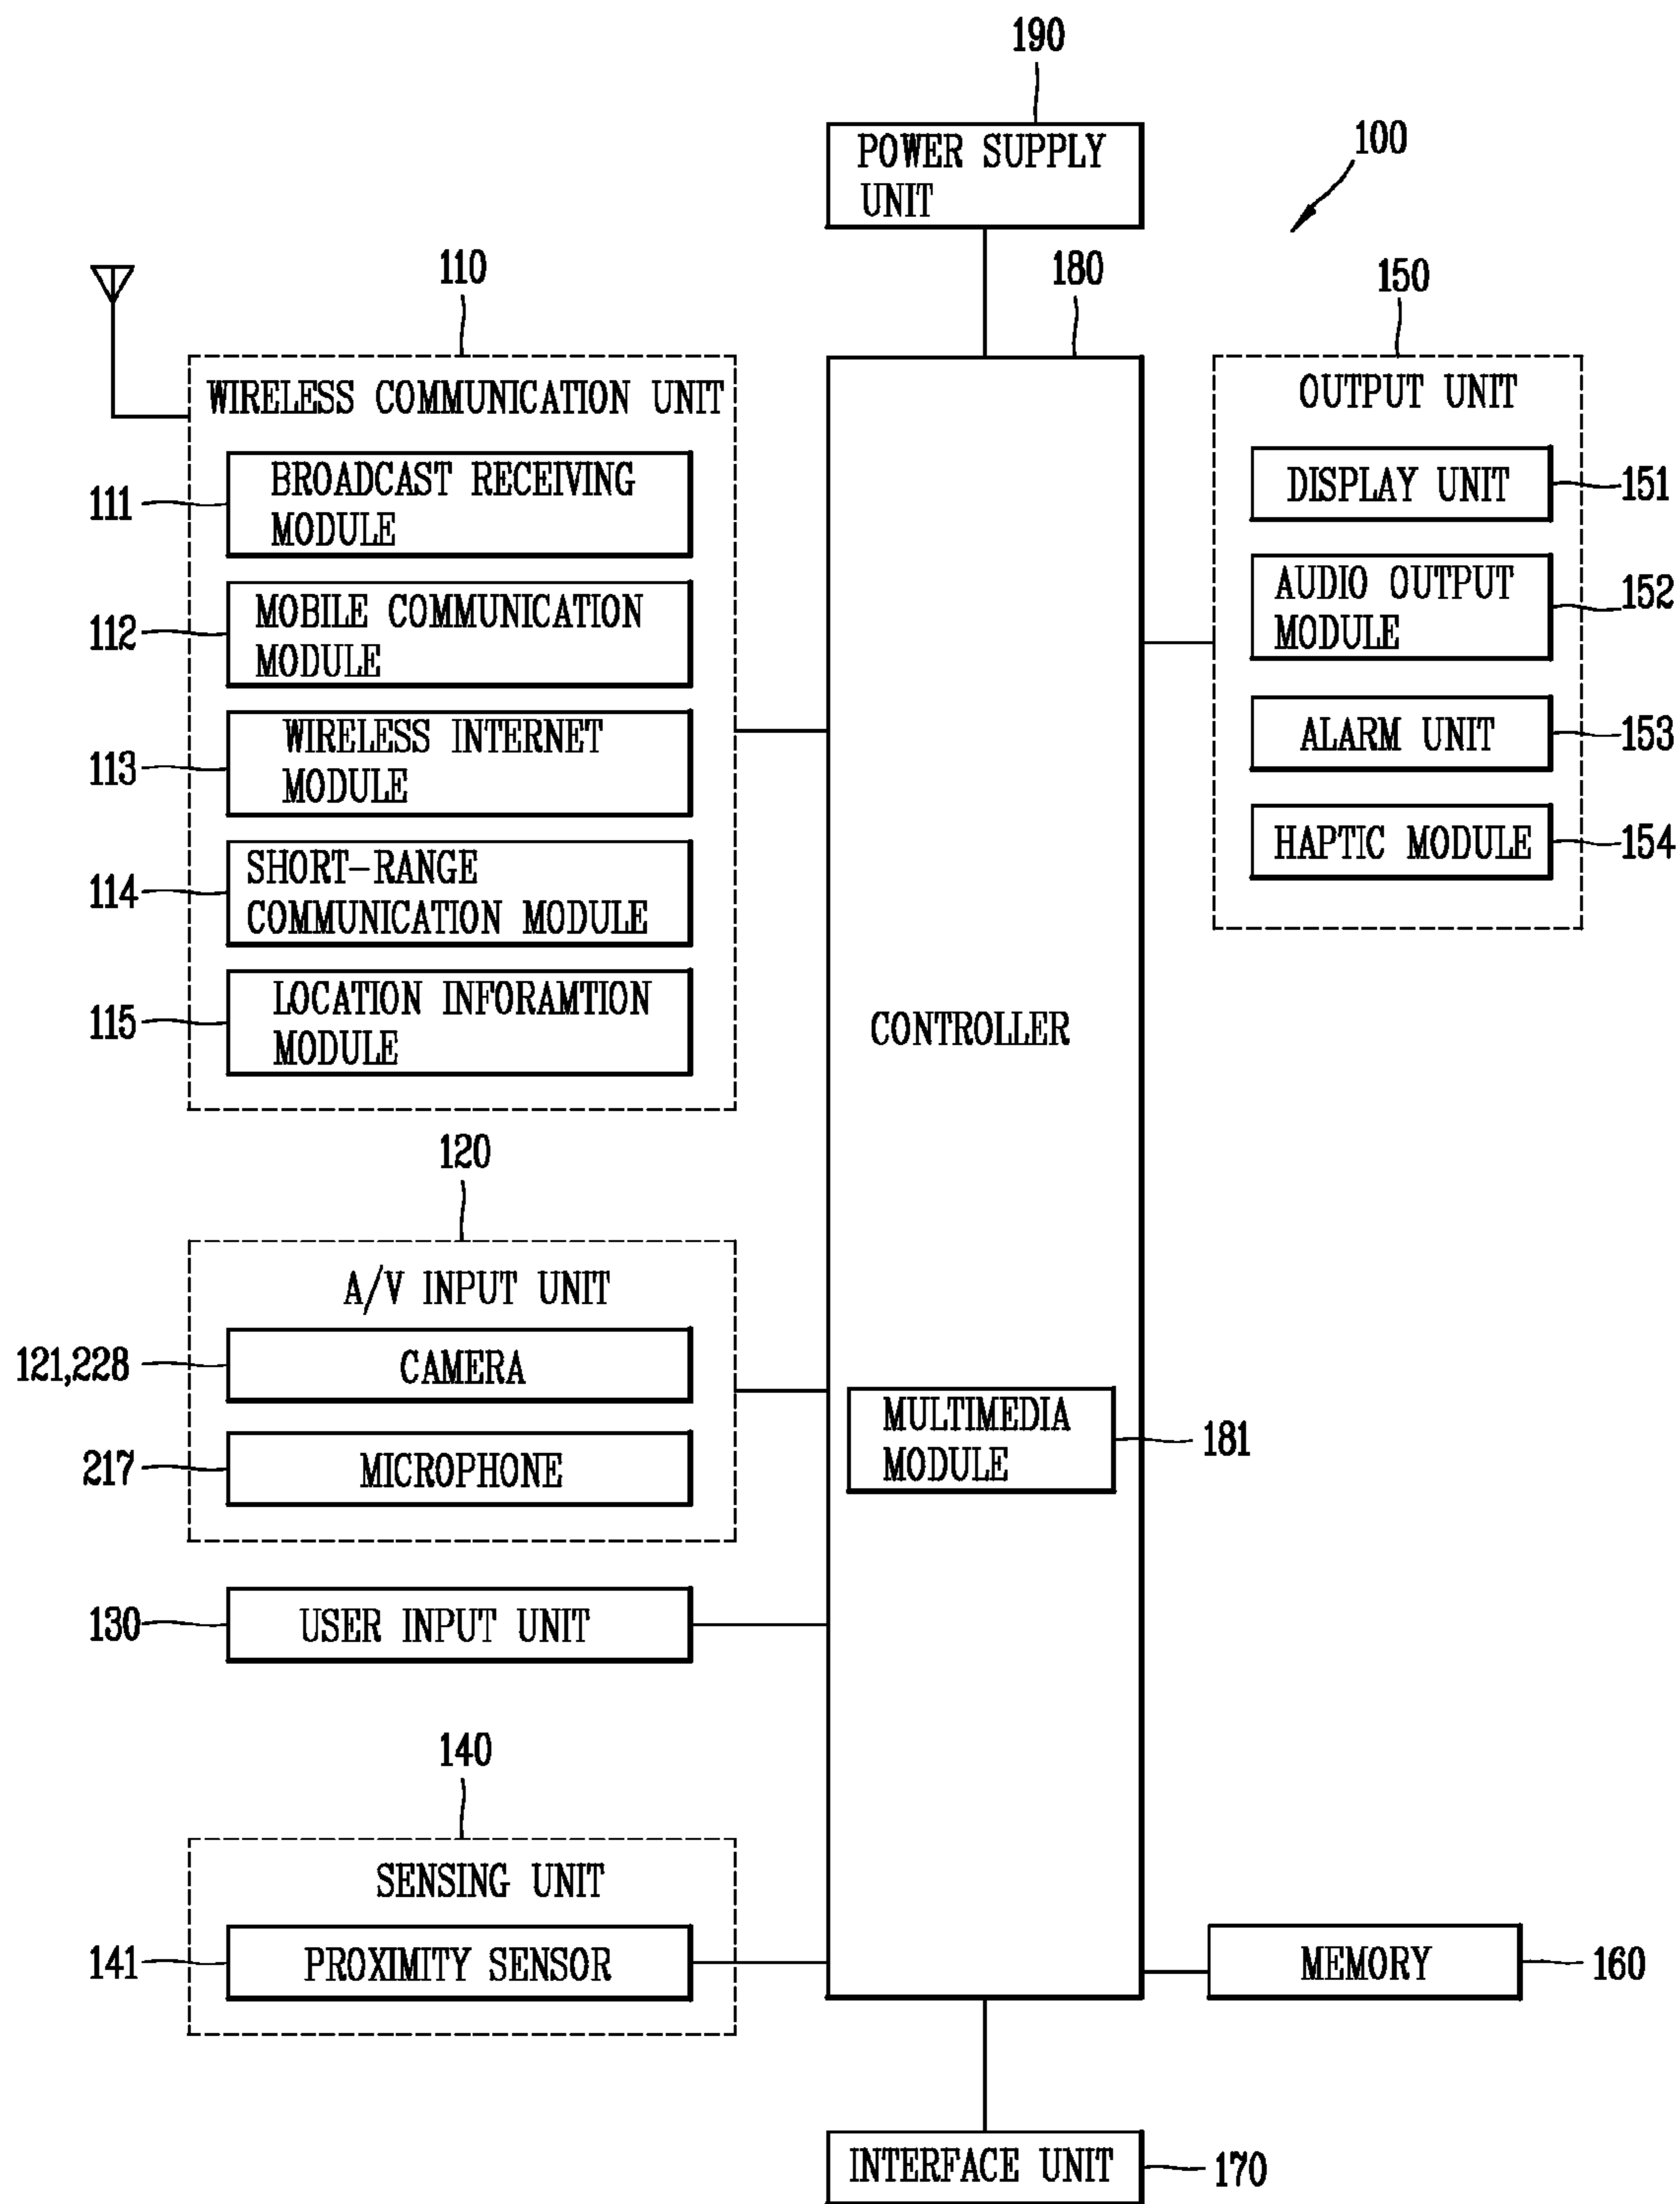 190
POWER SUPPLY
UNIT
100
110
180
150
WIRELESS COMMUNICATION UNIT
111
BROADCAST RECEIVING
MODULE
112
MOBILE COMMUNICATION
MODULE
113
WIRELESS INTERNET
MODULE
114
SHORT-RANGE
COMMUNICATION MODULE
115
LOCATION INFORAMTION
MODULE
OUTPUT UNIT
DISPLAY UNIT
151
AUDIO OUTPUT
MODULE
152
ALARM UNIT
153
HAPTIC MODULE
154
CONTROLLER
120
A/V INPUT UNIT
121,228
CAMERA
217
MICROPHONE
MULTIMEDIA
MODULE
181
130
USER INPUT UNIT
140
SENSING UNIT
141
PROXIMITY SENSOR
MEMORY
160
INTERFACE UNIT
170